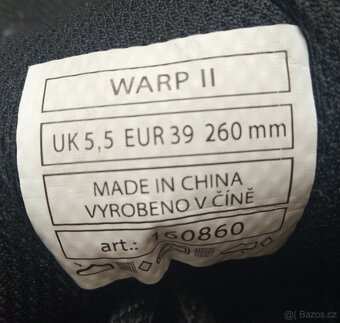 WARP II
UK 5,5 EUR 39 260 mm
MADE IN CHINA
VYROBENO V ČÍNĚ
art.: 160860
@( Bazos.cz